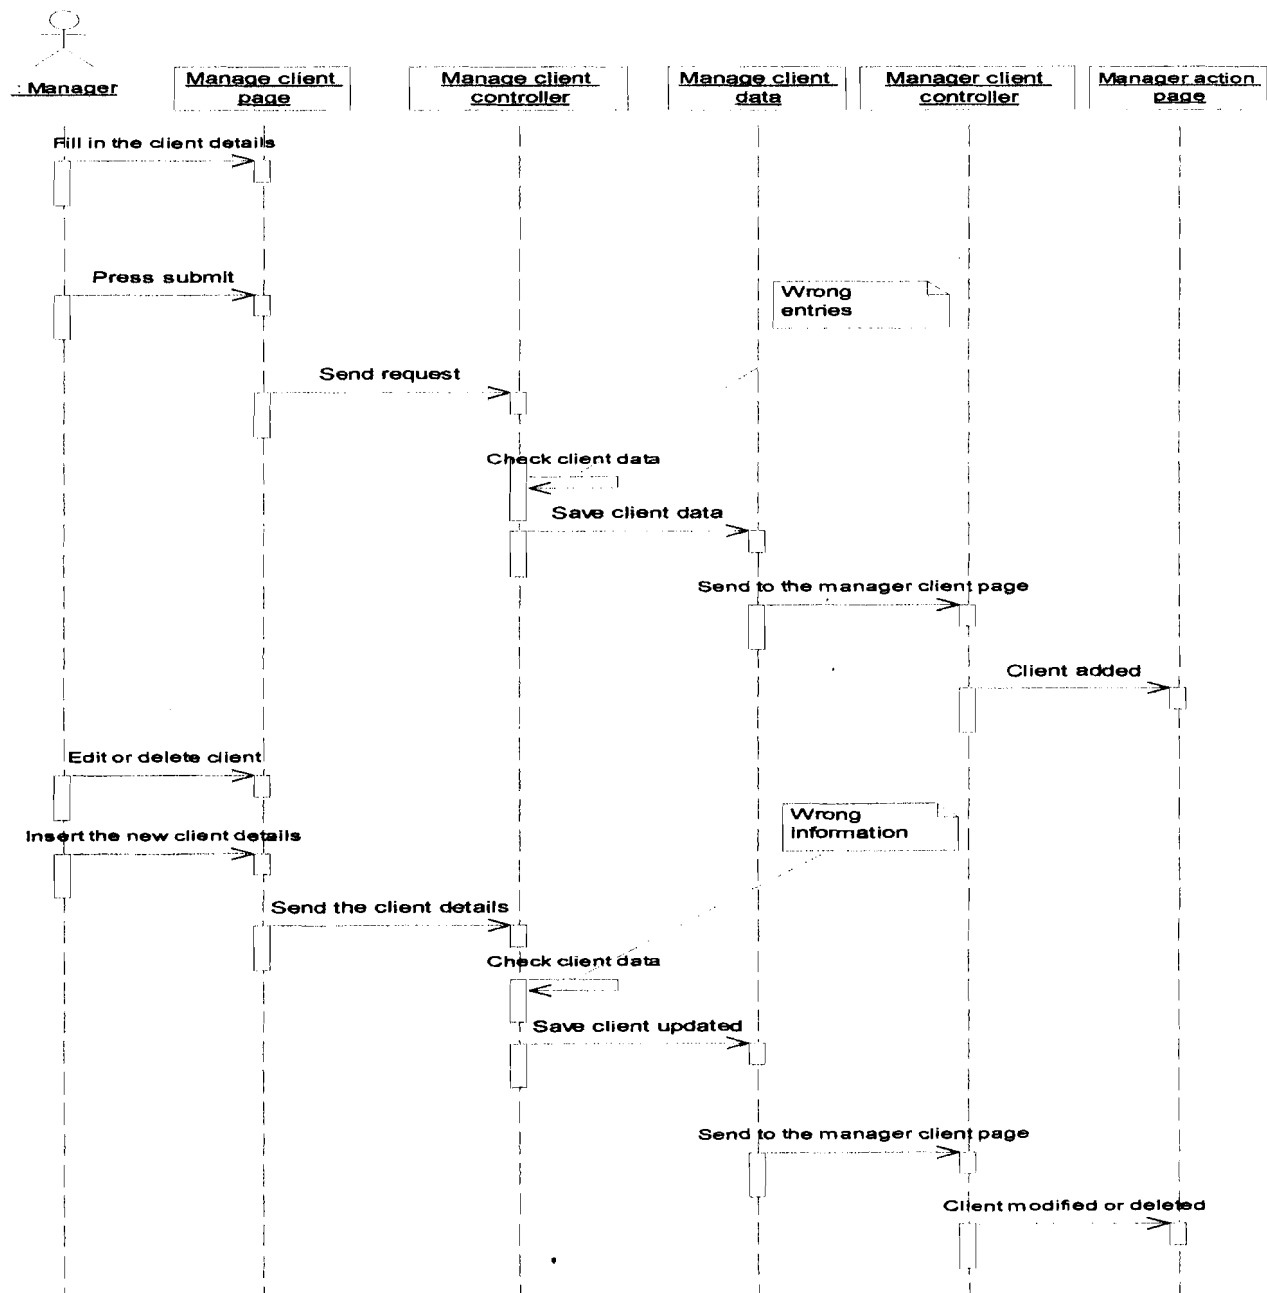 : Manager
Manage client
page
Manage client
controller
Manage client
data
Manager client
controller
Manager action
page
Fill in the client details
Press submit
Wrong
entries
Send request
Check client data
Save client data
Send to the manager client page
Client added
Edit or delete client
Wrong
information
Insert the new client details
Send the client details
Check client data
Save client updated
Send to the manager client page
Client modified or deleted